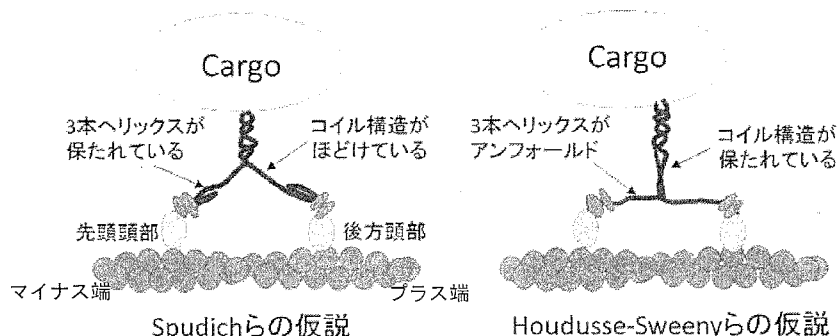 Cargo
3本ヘリックスが
保たれている
コイル構造が
ほどけている
先頭頭部
後方頭部
マイナス端
プラス端
Spudichらの仮説
Cargo
3本ヘリックスが
アンフォールド
コイル構造が
保たれている
Houdusse-Sweenyらの仮説